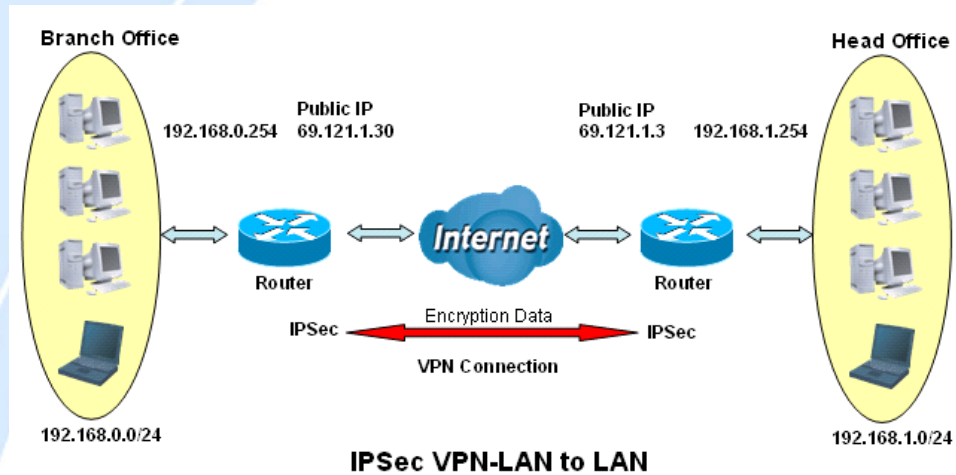 Branch Office
Head Office
Public IP
192.168.0.254 69.121.1.30
Public IP
69.121.1.3 192.168.1.254
Internet
Router
Router
Encryption Data
IPSec
IPSec
VPN Connection
192.168.0.0/24
192.168.1.0/24
IPSec VPN-LAN to LAN